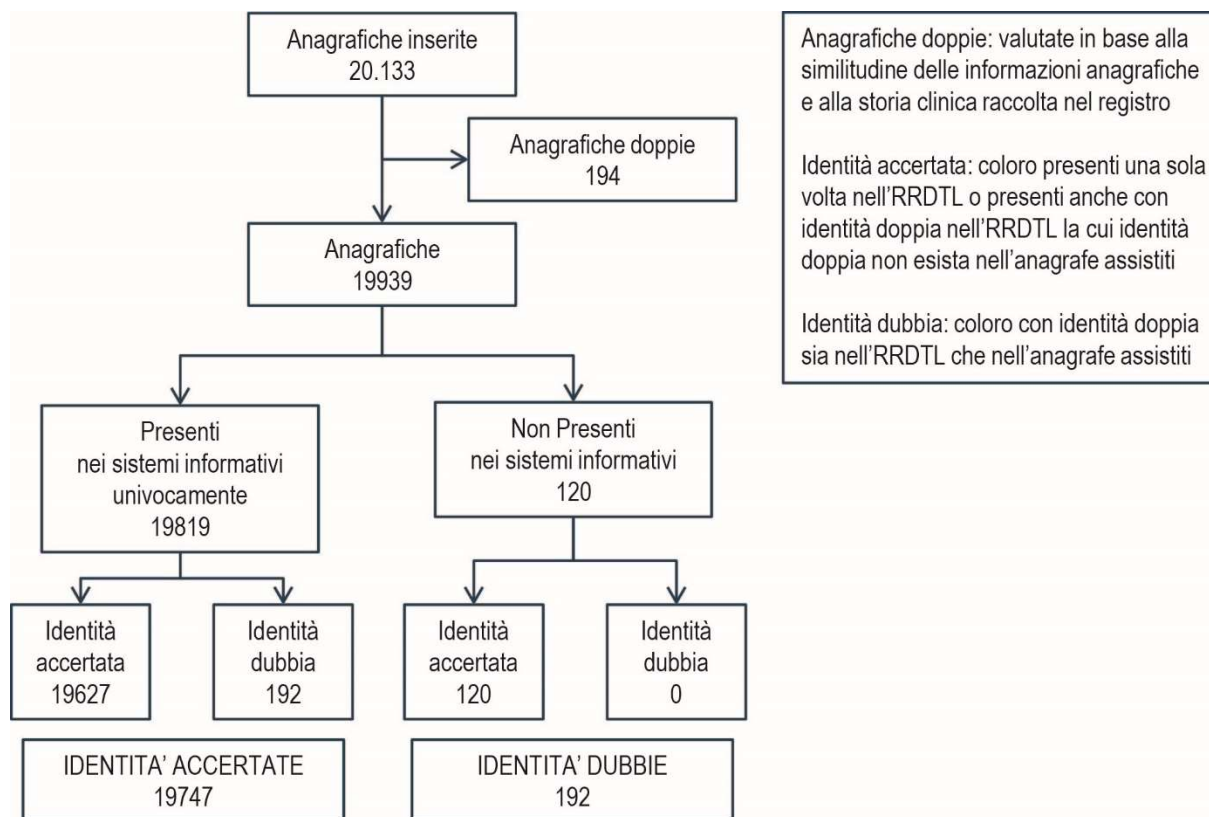 Anagrafiche inserite
20.133
Anagrafiche doppie
194
Anagrafiche
19939
Presenti
nei sistemi informativi
univocamente
19819
Non Presenti
nei sistemi informativi
120
Identità
accertata
19627
Identità
dubbia
192
Identità
accertata
120
Identità
dubbia
0
IDENTITA’ ACCERTATE
19747
IDENTITA’ DUBBIE
192
Anagrafiche doppie: valutate in base alla
similitudine delle informazioni anagrafiche
e alla storia clinica raccolta nel registro
Identità accertata: coloro presenti una sola
volta nell’RRDTL o presenti anche con
identità doppia nell’RRDTL la cui identità
doppia non esista nell’anagrafe assistiti
Identità dubbia: coloro con identità doppia
sia nell’RRDTL che nell’anagrafe assistiti